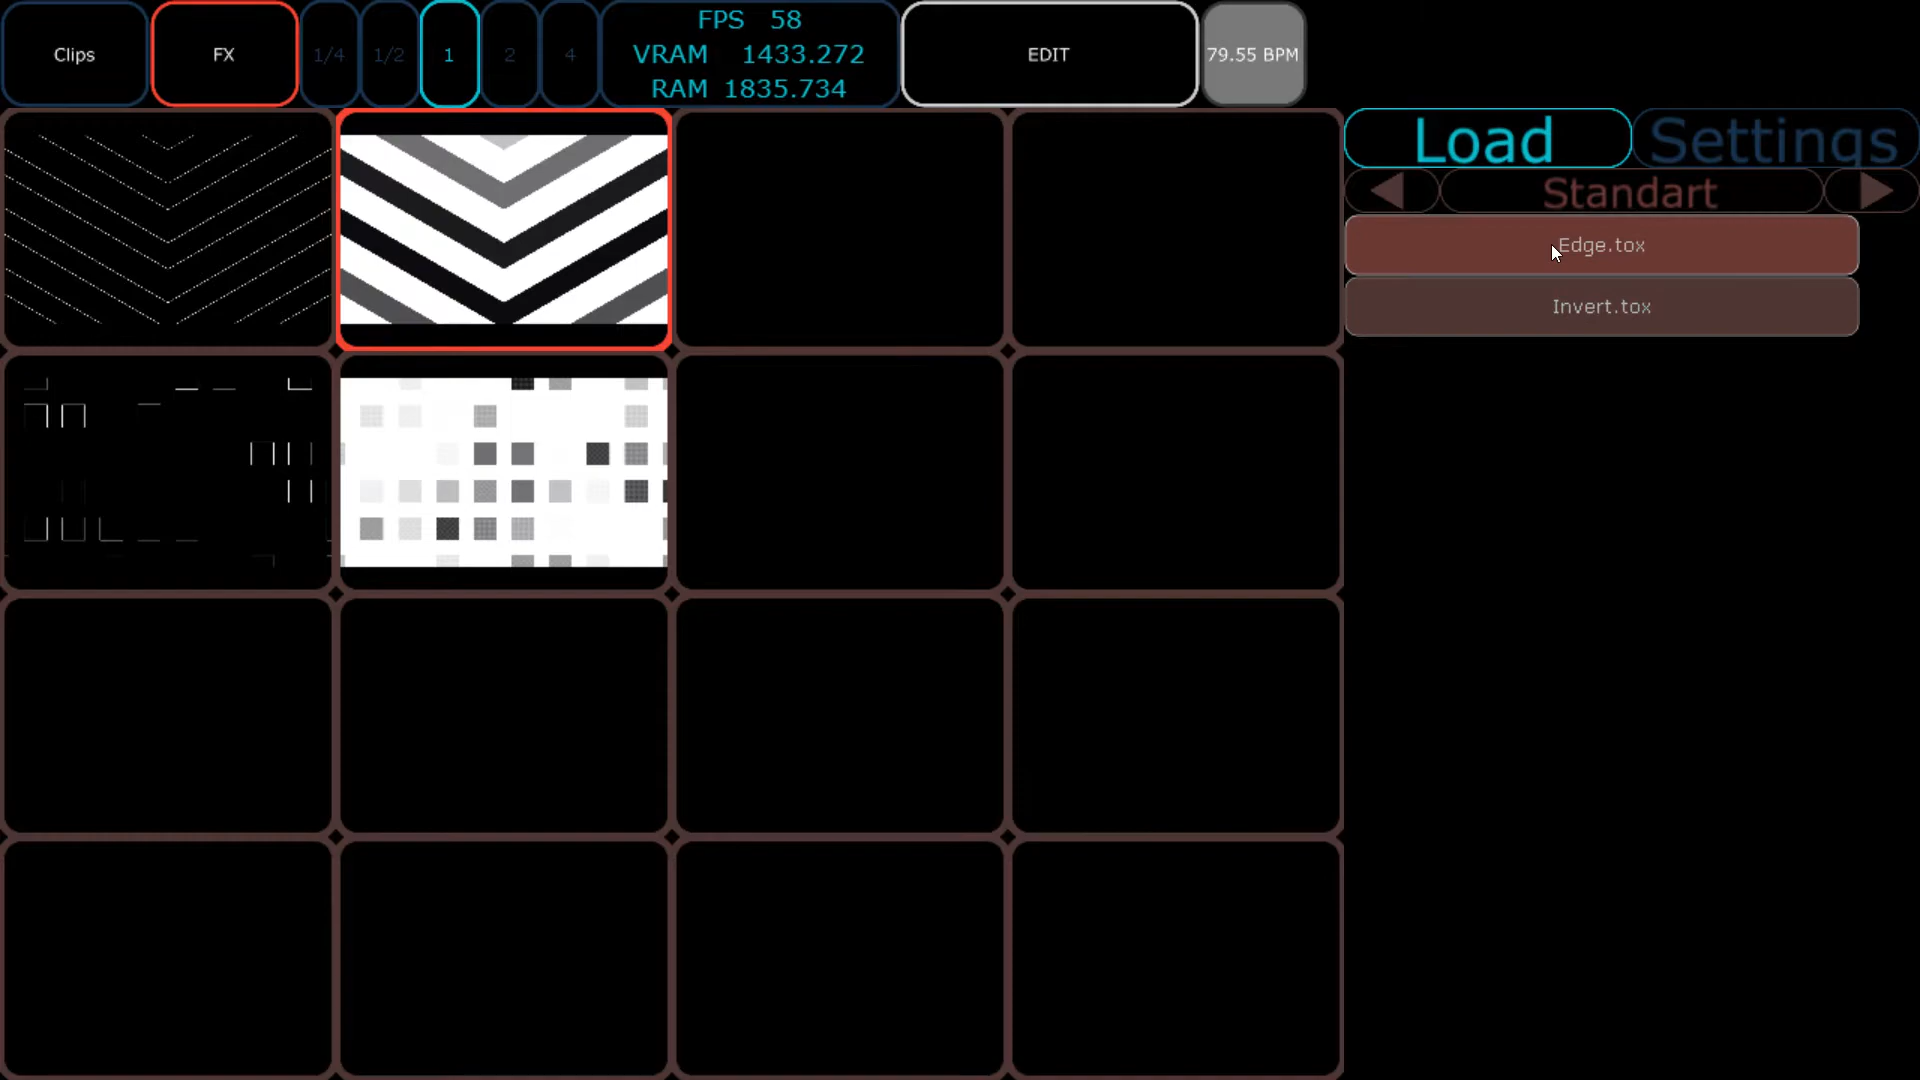 Clips
FX
1/4
1/2
1
2
4
FPS 58
VRAM 1433.272
RAM 1835.734
EDIT
79.55 BPM
Load
Settings
Standart
Edge.tox
Invert.tox